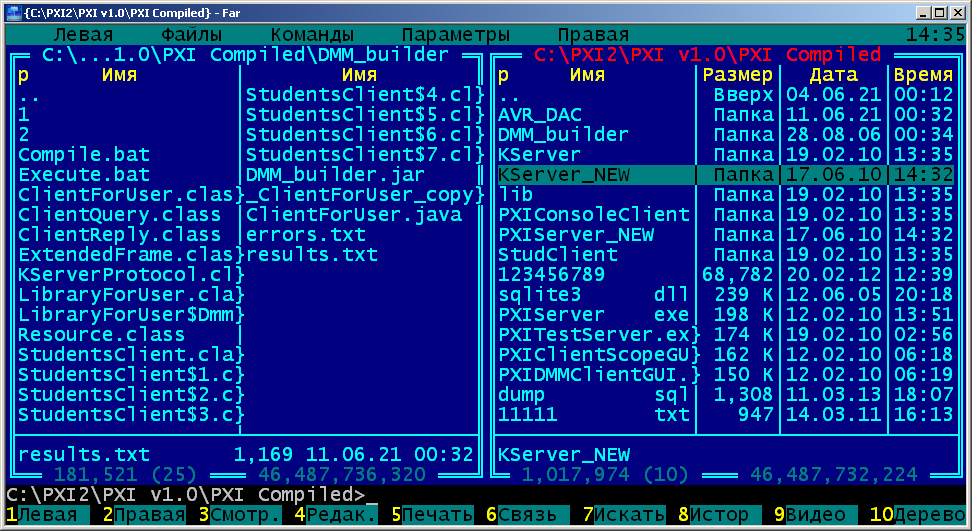 {C:\PXI2\PXI v1.0\PXI Compiled} - Far
Левая Файлы Команды Параметры Правая 14:35
C:\...1.0\PXI Compiled\DMM_builder C:\PXI2\PXI v1.0\PXI Compiled
р Имя Имя р Имя Размер Дата Время
.. StudentsClient$4.cl} .. Вверх 04.06.21 00:12
1 StudentsClient$5.cl} AVR_DAC Папка 11.06.21 00:32
2 StudentsClient$6.cl} DMM_builder Папка 28.08.06 00:34
Compile.bat StudentsClient$7.cl} KServer Папка 19.02.10 13:35
Execute.bat DMM_builder.jar KServer_NEW Папка 17.06.10 14:32
ClientForUser.clas} _ClientForUser_copy} lib Папка 19.02.10 13:35
ClientQuery.class ClientForUser.java PXIConsoleClient Папка 19.02.10 13:35
ClientReply.class errors.txt PXIServer_NEW Папка 17.06.10 14:32
ExtendedFrame.clas} results.txt StudClient Папка 19.02.10 13:35
KServerProtocol.cl} 123456789 68,782 20.02.12 12:39
LibraryForUser.cla} sqlite3 dll 239 K 12.06.05 20:18
LibraryForUser$Dmm} PXIServer exe 198 K 12.02.10 13:51
Resource.class PXITestServer.ex} 174 K 19.02.10 02:56
StudentsClient.cla} PXIClientScopeGU} 162 K 12.02.10 06:18
StudentsClient$1.c} PXIDMMClientGUI.} 150 K 12.02.10 06:19
StudentsClient$2.c} dump sql 1,308 11.03.13 18:07
StudentsClient$3.c} 11111 txt 947 14.03.11 16:13
results.txt 1,169 11.06.21 00:32 KServer_NEW
181,521 (25) 46,487,736,320 1,017,974 (10) 46,487,732,224
C:\PXI2\PXI v1.0\PXI Compiled>_
1Левая 2Правая 3Смотр. 4Редак. 5Печать 6Связь 7Искать 8Истор 9Видео 10Дерево